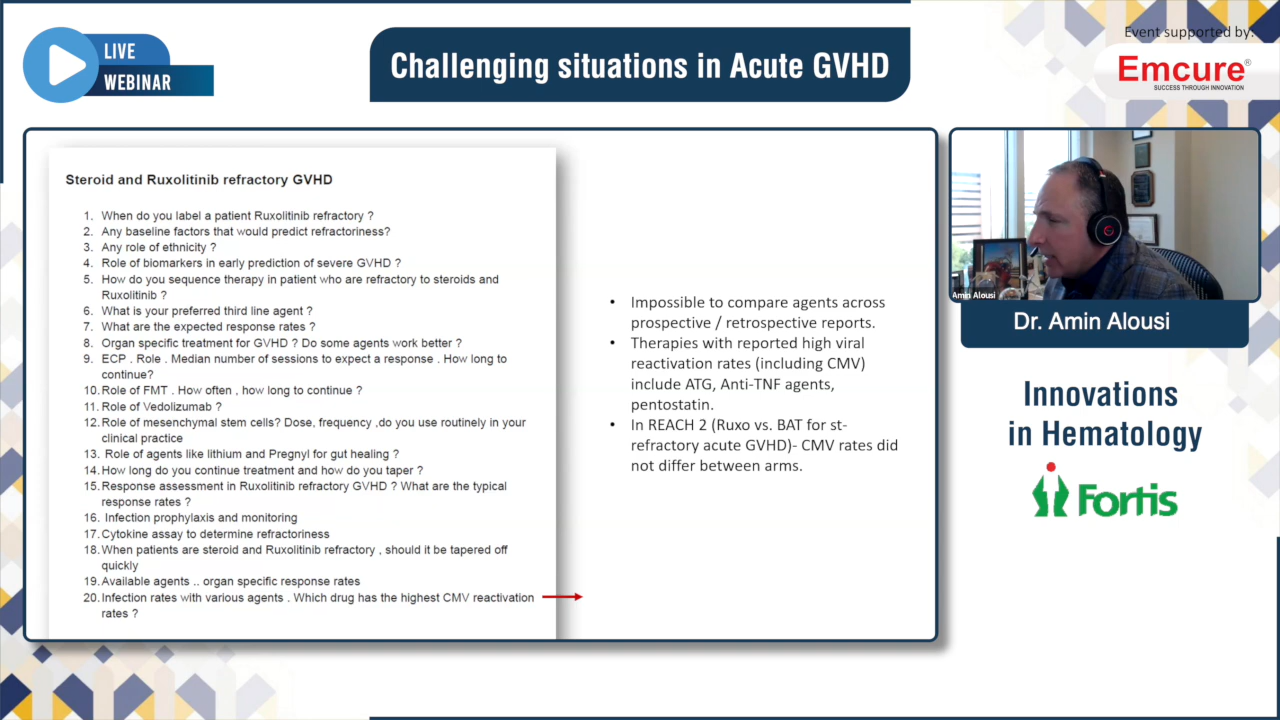 LIVE
WEBINAR
Challenging situations in Acute GVHD
Event supported by:
Emcure®
SUCCESS THROUGH INNOVATION
Steroid and Ruxolitinib refractory GVHD
1. When do you label a patient Ruxolitinib refractory ?
2. Any baseline factors that would predict refractoriness?
3. Any role of ethnicity ?
4. Role of biomarkers in early prediction of severe GVHD ?
5. How do you sequence therapy in patient who are refractory to steroids and
Ruxolitinib ?
6. What is your preferred third line agent ?
7. What are the expected response rates ?
8. Organ specific treatment for GVHD ? Do some agents work better ?
9. ECP . Role . Median number of sessions to expect a response . How long to
continue?
10. Role of FMT . How often , how long to continue ?
11. Role of Vedolizumab ?
12. Role of mesenchymal stem cells? Dose, frequency ,do you use routinely in your
clinical practice
13. Role of agents like lithium and Pregnyl for gut healing ?
14. How long do you continue treatment and how do you taper ?
15. Response assessment in Ruxolitinib refractory GVHD ? What are the typical
response rates ?
16. Infection prophylaxis and monitoring
17. Cytokine assay to determine refractoriness
18. When patients are steroid and Ruxolitinib refractory , should it be tapered off
quickly
19. Available agents .. organ specific response rates
20. Infection rates with various agents . Which drug has the highest CMV reactivation
rates ?
• Impossible to compare agents across
prospective / retrospective reports.
• Therapies with reported high viral
reactivation rates (including CMV)
include ATG, Anti-TNF agents,
pentostatin.
• In REACH 2 (Ruxo vs. BAT for st-
refractory acute GVHD)- CMV rates did
not differ between arms.
Amin Alousi
Dr. Amin Alousi
Innovations
in Hematology
Fortis